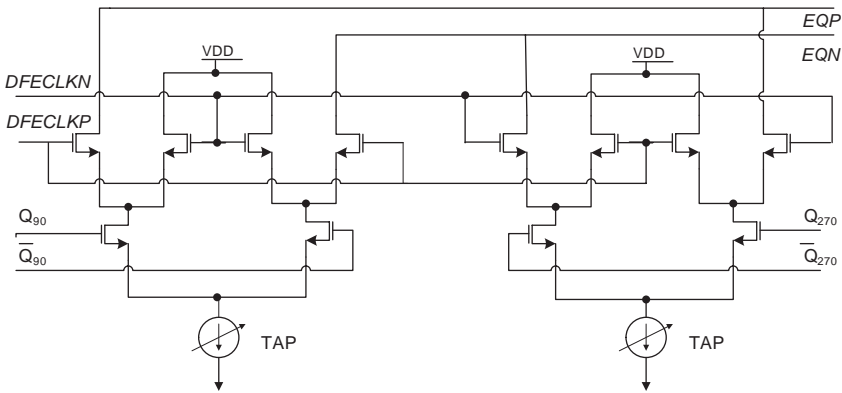 EQP
VDD
VDD
EQN
DFECLKN
DFECLKP
Q90
Q270
Q̅90
Q̅270
TAP
TAP